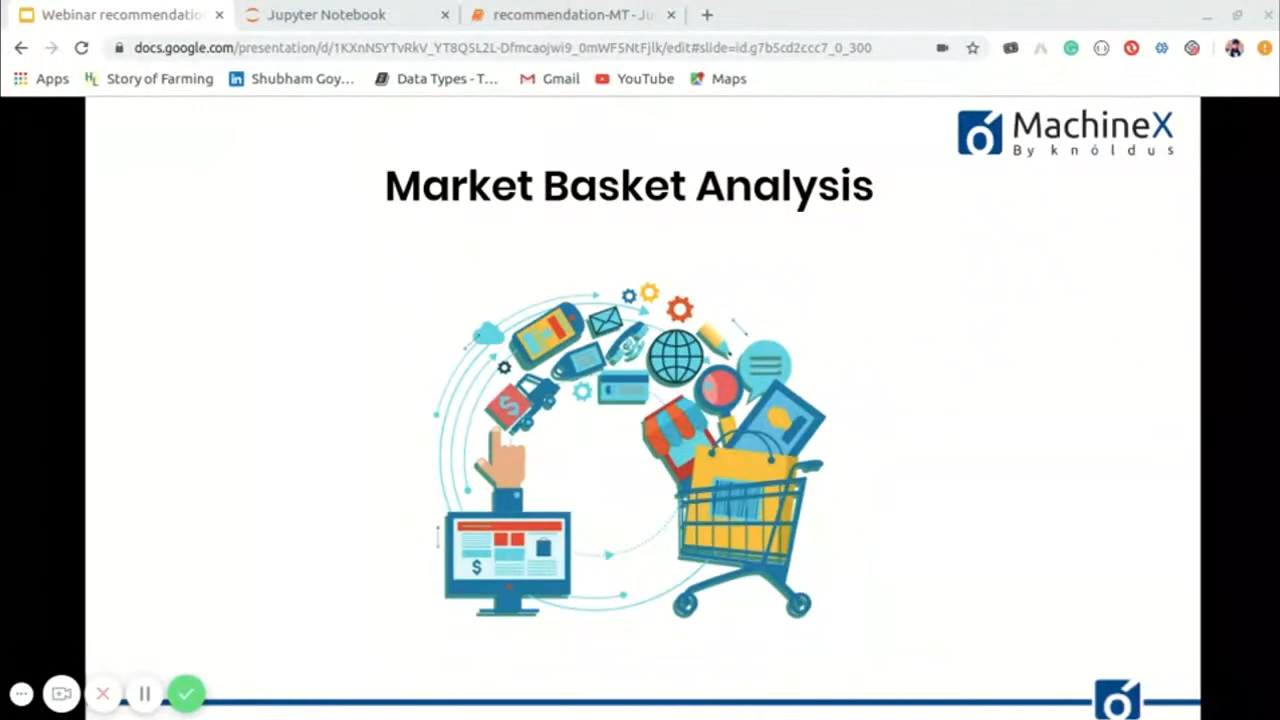 Webinar recommendatio
Jupyter Notebook
recommendation-MT - Ju
docs.google.com/presentation/d/1KXnNSYTvRkV_YT8Q5L2L-Dfmcaojwi9_0mWF5NtFjlk/edit#slide=id.g7b5cd2ccc7_0_300
Apps
Story of Farming
Shubham Goy...
Data Types - T...
Gmail
YouTube
Maps
MachineX
By knóldus
Market Basket Analysis
$
$